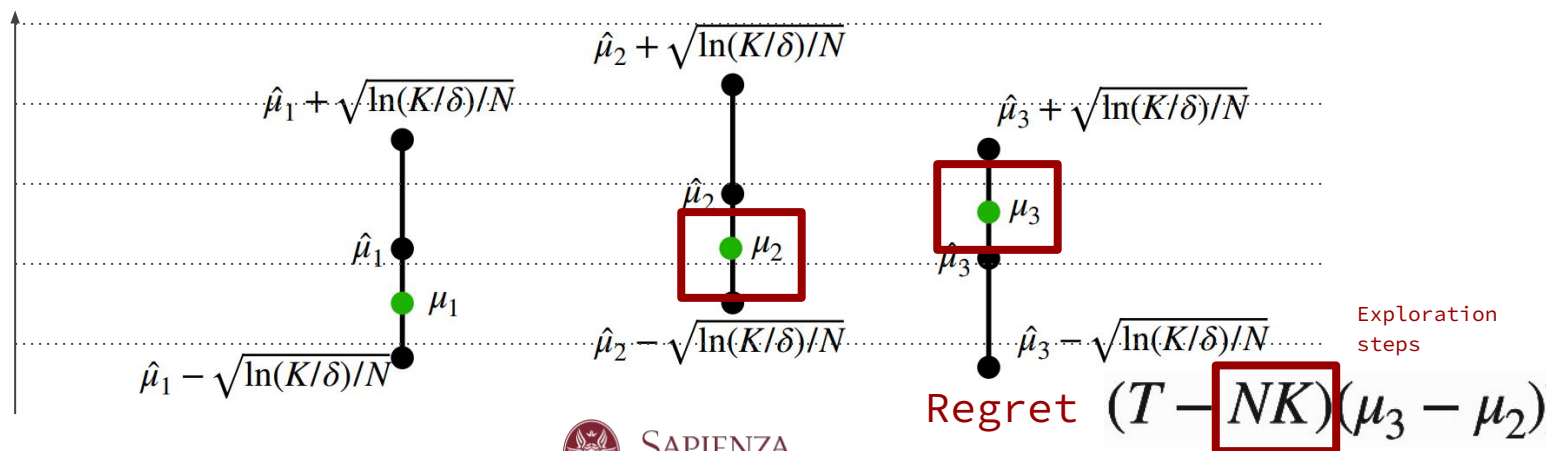 μ̂₂ + √ln(K/δ)/N
μ̂₁ + √ln(K/δ)/N
μ̂₃ + √ln(K/δ)/N
μ̂₂
μ₃
μ̂₁
μ₂
μ̂₃
μ₁
Exploration
steps
μ̂₂ − √ln(K/δ)/N
μ̂₃ − √ln(K/δ)/N
μ̂₁ − √ln(K/δ)/N
Regret (T − NK)(μ₃ − μ₂)
SAPIENZA